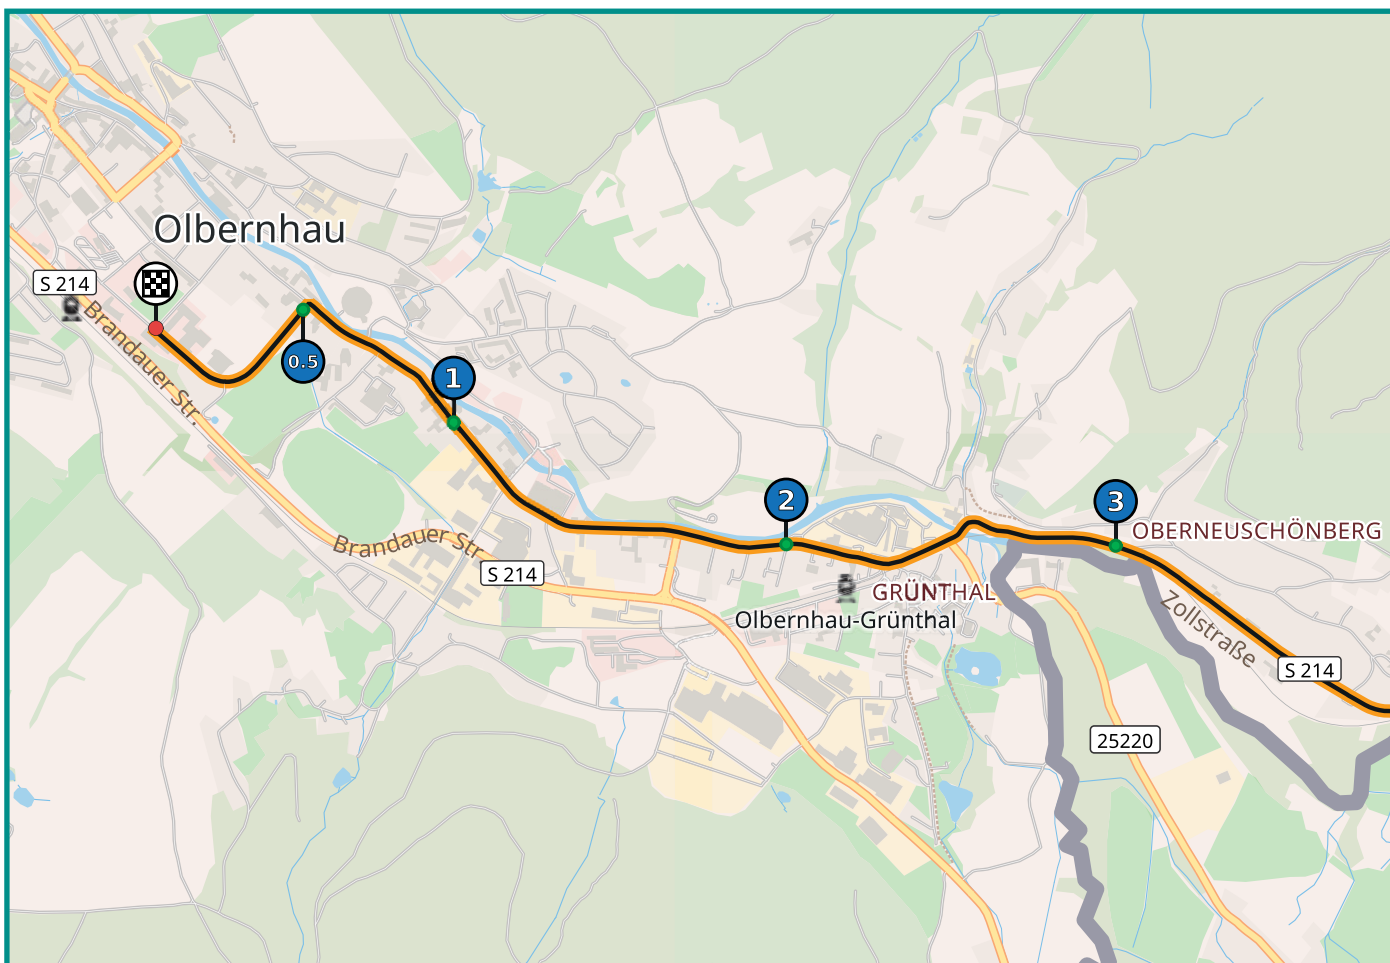 Olbernhau
S 214
Brandauer Str.
0.5
1
2
3
OBERNEUSCHÖNBERG
Brandauer Str.
S 214
GRÜNTHAL
Olbernhau-Grünthal
Zollstraße
S 214
25220